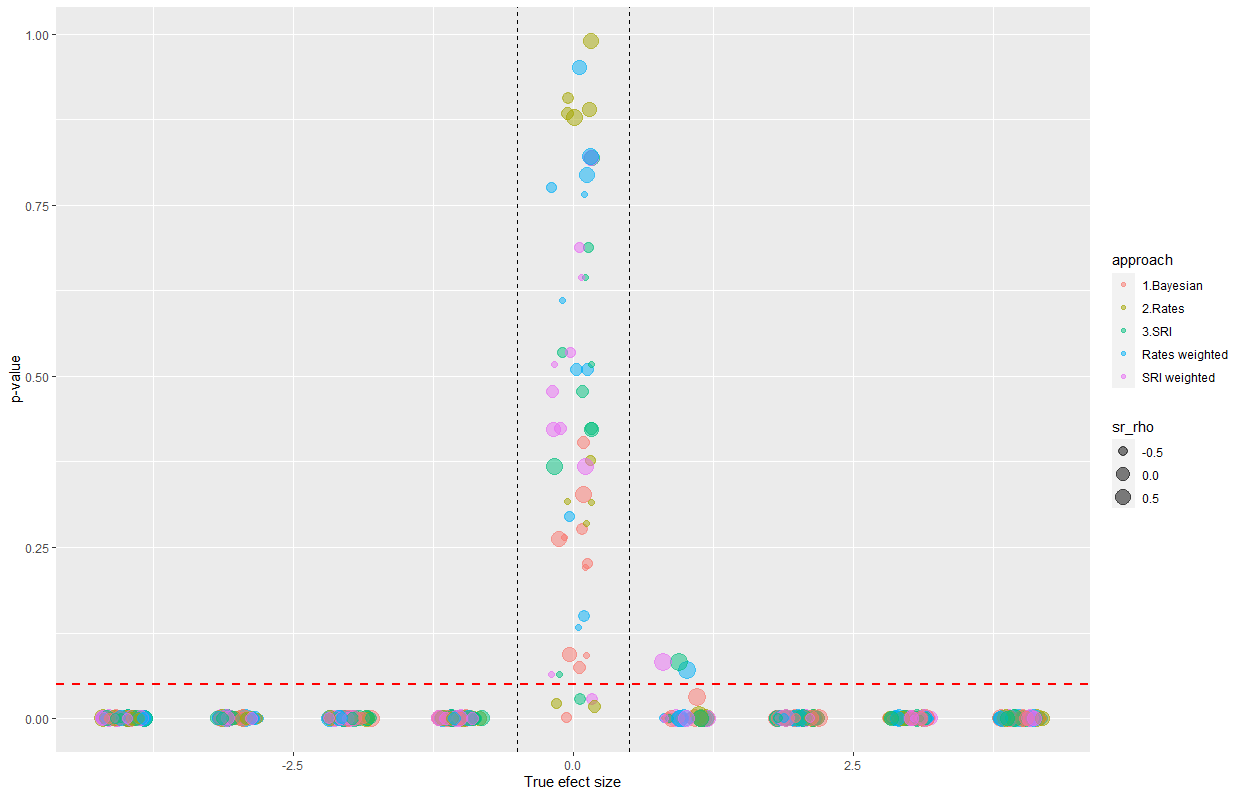 1.00
0.75
0.50
0.25
0.00
p-value
-2.5
0.0
2.5
True efect size
approach
1.Bayesian
2.Rates
3.SRI
Rates weighted
SRI weighted
sr_rho
-0.5
0.0
0.5